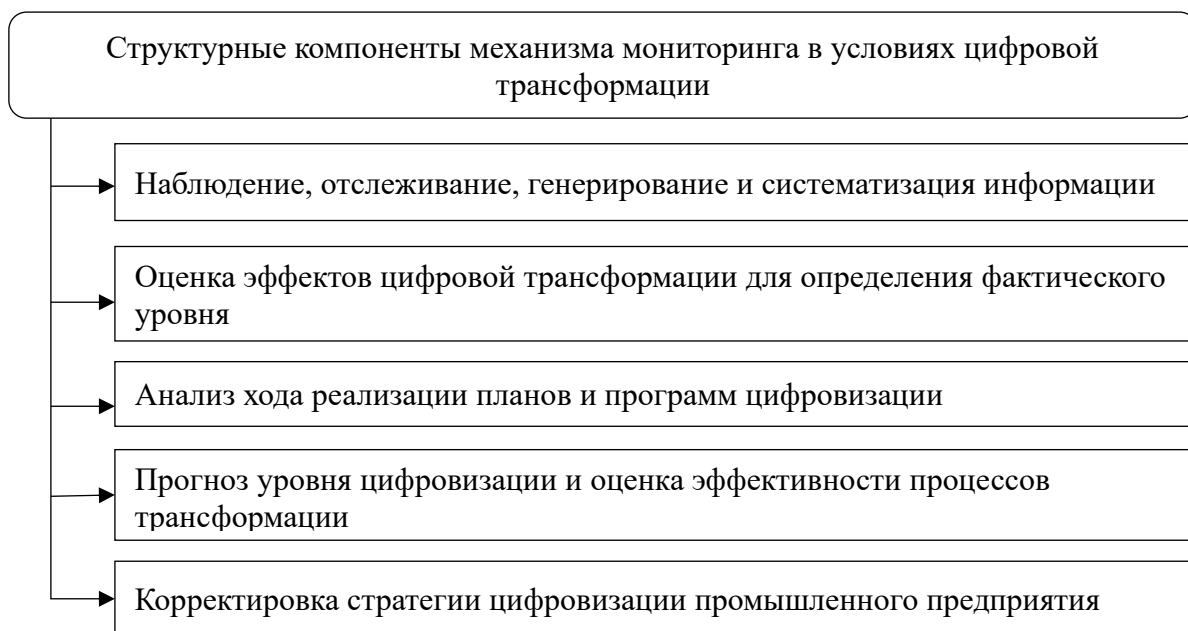 Структурные компоненты механизма мониторинга в условиях цифровой
трансформации
Наблюдение, отслеживание, генерирование и систематизация информации
Оценка эффектов цифровой трансформации для определения фактического
уровня
Анализ хода реализации планов и программ цифровизации
Прогноз уровня цифровизации и оценка эффективности процессов
трансформации
Корректировка стратегии цифровизации промышленного предприятия